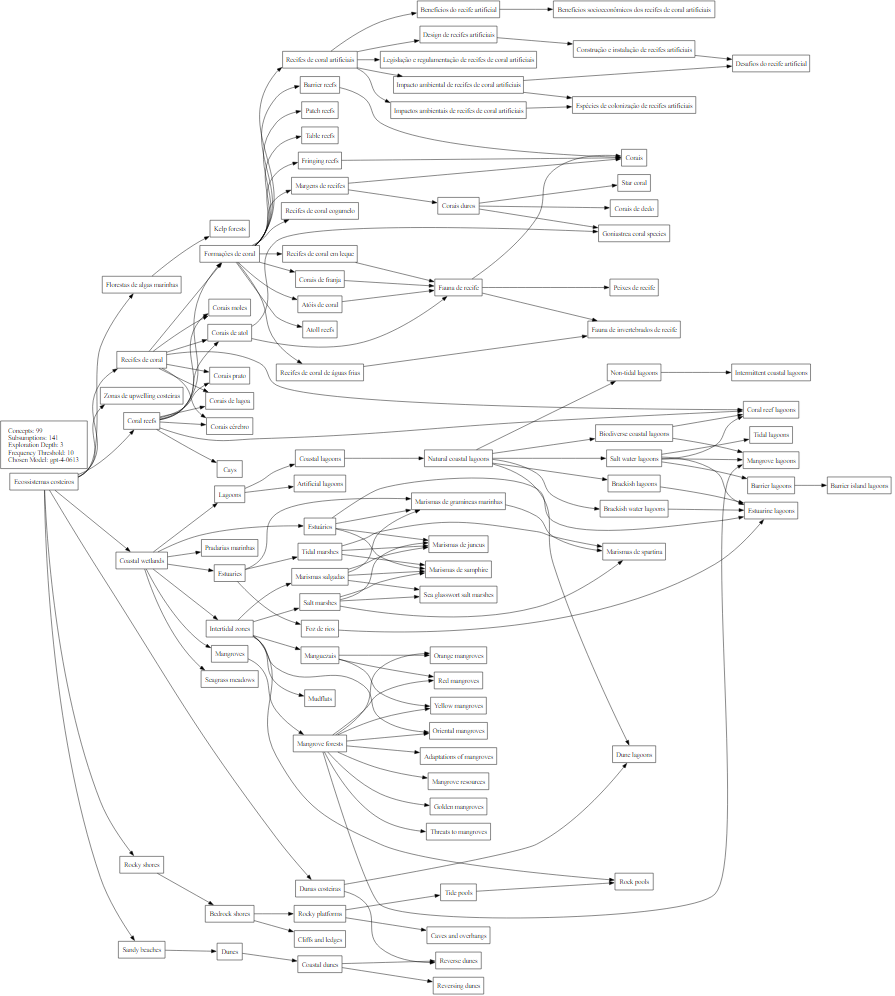 Benefícios do recife artificial
Benefícios socioeconômicos dos recifes de coral artificiais
Design de recifes artificiais
Construção e instalação de recifes artificiais
Recifes de coral artificiais
Legislação e regulamentação de recifes de coral artificiais
Desafios do recife artificial
Barrier reefs
Impacto ambiental de recifes de coral artificiais
Impactos ambientais de recifes de coral artificiais
Espécies de colonização de recifes artificiais
Patch reefs
Table reefs
Fringing reefs
Corais
Margens de recifes
Star coral
Corais duros
Corais de dedo
Recifes de coral cogumelo
Kelp forests
Goniastrea coral species
Formações de coral
Recifes de coral em leque
Corais de franja
Florestas de algas marinhas
Fauna de recife
Peixes de recife
Corais moles
Atóis de coral
Corais de atol
Atoll reefs
Fauna de invertebrados de recife
Recifes de coral
Recifes de coral de águas frias
Corais prato
Non-tidal lagoons
Intermittent coastal lagoons
Zonas de upwelling costeiras
Corais de lagoa
Coral reef lagoons
Coral reefs
Corais cérebro
Concepts: 99
Subsumptions: 141
Exploration Depth: 3
Frequency Threshold: 10
Chosen Model: gpt-4-0613
Biodiverse coastal lagoons
Tidal lagoons
Coastal lagoons
Natural coastal lagoons
Salt water lagoons
Mangrove lagoons
Cays
Ecossistemas costeiros
Artificial lagoons
Brackish lagoons
Barrier lagoons
Barrier island lagoons
Lagoons
Marismas de gramíneas marinhas
Brackish water lagoons
Estuarine lagoons
Estuários
Pradarias marinhas
Tidal marshes
Marismas de juncus
Marismas de spartina
Coastal wetlands
Estuaries
Marismas salgadas
Marismas de samphire
Salt marshes
Sea glasswort salt marshes
Intertidal zones
Foz de rios
Mangroves
Manguezais
Orange mangroves
Seagrass meadows
Red mangroves
Mudflats
Yellow mangroves
Oriental mangroves
Mangrove forests
Adaptations of mangroves
Dune lagoons
Mangrove resources
Golden mangroves
Threats to mangroves
Rocky shores
Dunas costeiras
Tide pools
Rock pools
Bedrock shores
Rocky platforms
Cliffs and ledges
Caves and overhangs
Sandy beaches
Dunes
Coastal dunes
Reverse dunes
Reversing dunes